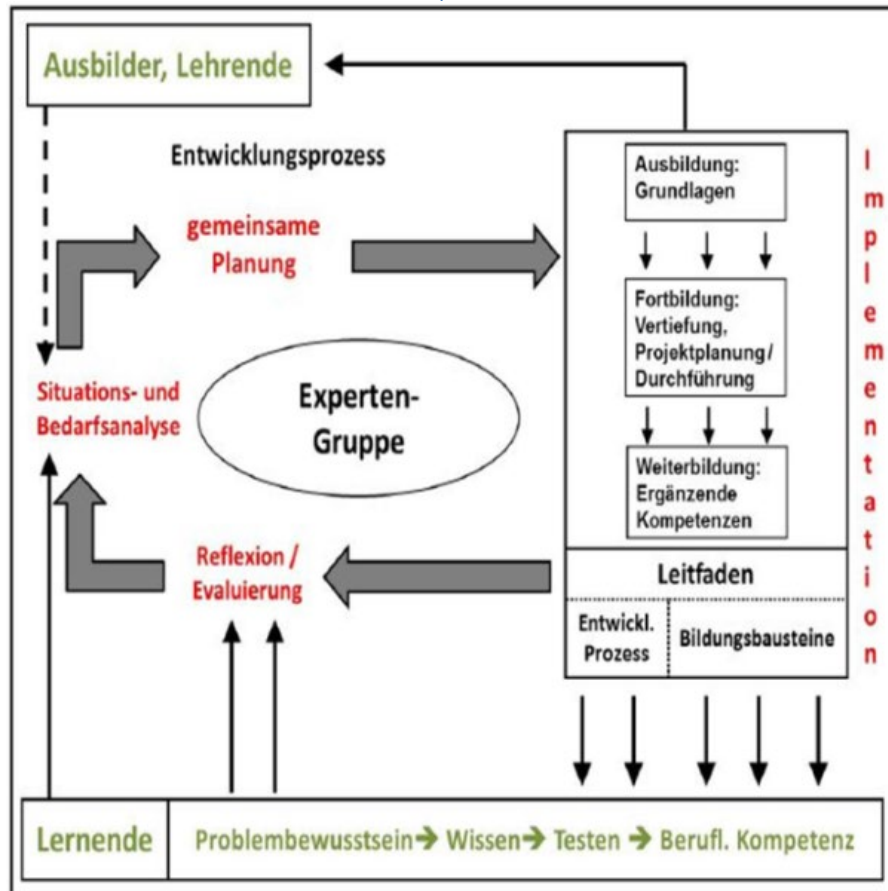 Ausbilder, Lehrende
Entwicklungsprozess
gemeinsame
Planung
Situations- und
Bedarfsanalyse
Experten-
Gruppe
Reflexion /
Evaluierung
Ausbildung:
Grundlagen
Fortbildung:
Vertiefung,
Projektplanung/
Durchführung
Weiterbildung:
Ergänzende
Kompetenzen
Leitfaden
Entwickl.
Prozess
Bildungsbausteine
Implementation
Lernende
Problembewusstsein➔ Wissen➔ Testen ➔ Berufl. Kompetenz